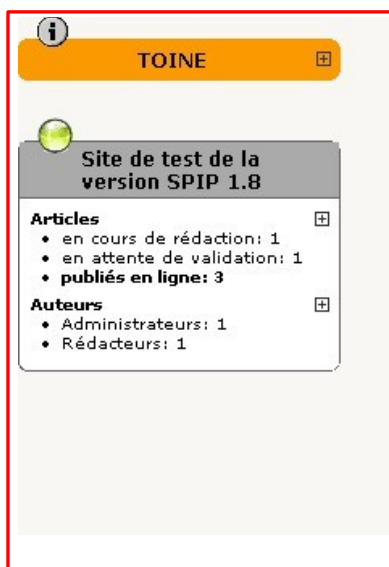 TOINE
Site de test de la
version SPIP 1.8
Articles
• en cours de rédaction: 1
• en attente de validation: 1
• publiés en ligne: 3
Auteurs
• Administrateurs: 1
• Rédacteurs: 1